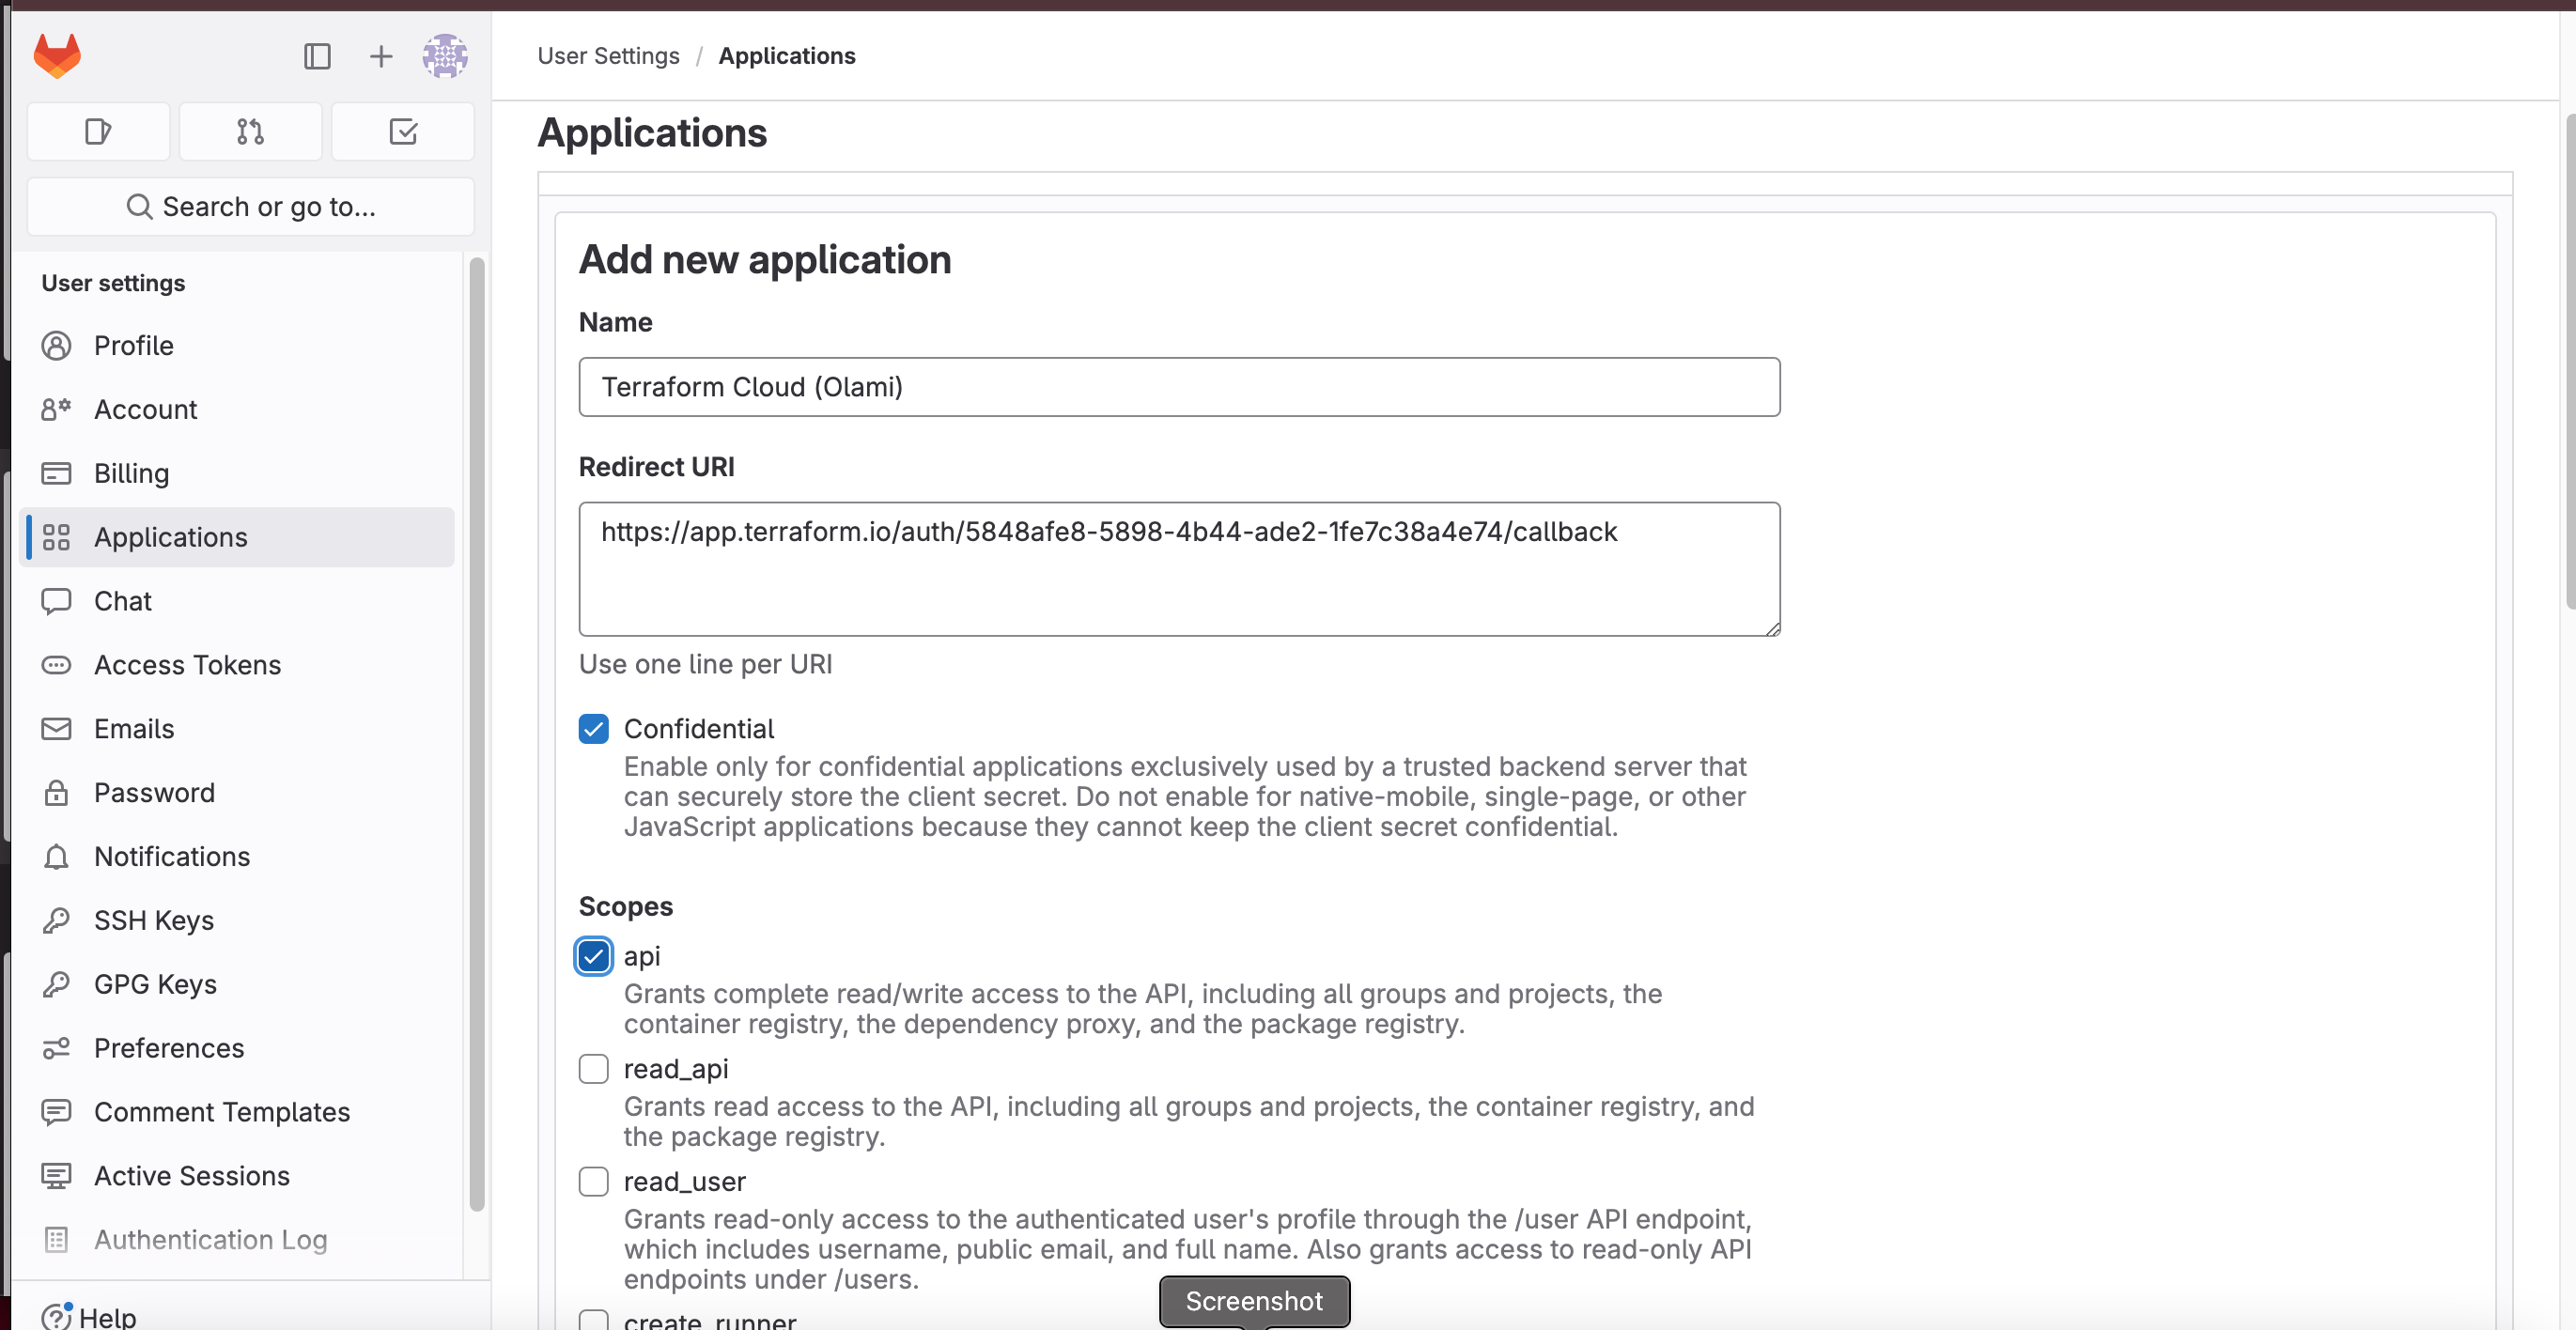 User Settings / Applications
Search or go to...
User settings
Profile
Account
Billing
Applications
Chat
Access Tokens
Emails
Password
Notifications
SSH Keys
GPG Keys
Preferences
Comment Templates
Active Sessions
Authentication Log
Help
Applications
Add new application
Name
Terraform Cloud (Olami)
Redirect URI
https://app.terraform.io/auth/5848afe8-5898-4b44-ade2-1fe7c38a4e74/callback
Use one line per URI
Confidential
Enable only for confidential applications exclusively used by a trusted backend server that
can securely store the client secret. Do not enable for native-mobile, single-page, or other
JavaScript applications because they cannot keep the client secret confidential.
Scopes
api
Grants complete read/write access to the API, including all groups and projects, the
container registry, the dependency proxy, and the package registry.
read_api
Grants read access to the API, including all groups and projects, the container registry, and
the package registry.
read_user
Grants read-only access to the authenticated user's profile through the /user API endpoint,
which includes username, public email, and full name. Also grants access to read-only API
endpoints under /users.
Screenshot
create_runner